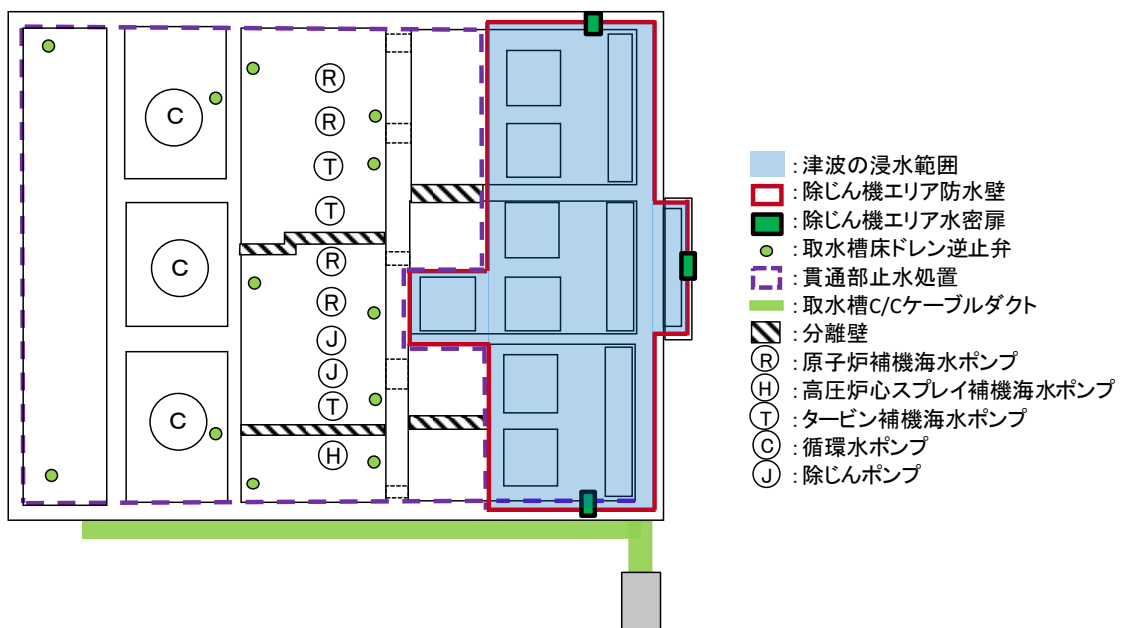 C
C
C
R
R
T
T
R
R
J
J
T
H
:津波の浸水範囲
:除じん機エリア防水壁
:除じん機エリア水密扉
:取水槽床ドレン逆止弁
:貫通部止水処置
:取水槽C/Cケーブルダクト
:分離壁
R :原子炉補機海水ポンプ
H :高圧炉心スプレイ補機海水ポンプ
T :タービン補機海水ポンプ
C :循環水ポンプ
J :除じんポンプ